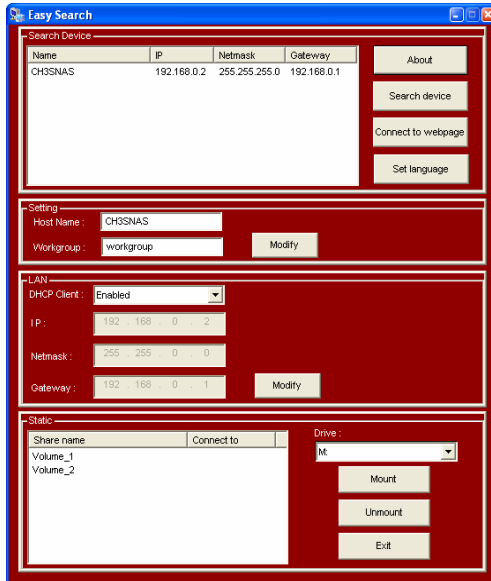 Easy Search
Search Device
Name IP Netmask Gateway
CH3SNAS 192.168.0.2 255.255.255.0 192.168.0.1
About
Search device
Connect to webpage
Set language
Setting
Host Name : CH3SNAS
Workgroup : workgroup
Modify
LAN
DHCP Client : Enabled
IP : 192 . 168 . 0 . 2
Netmask : 255 . 255 . 0 . 0
Gateway : 192 . 168 . 0 . 1
Modify
Static
Share name Connect to
Volume_1
Volume_2
Drive :
M:
Mount
Unmount
Exit